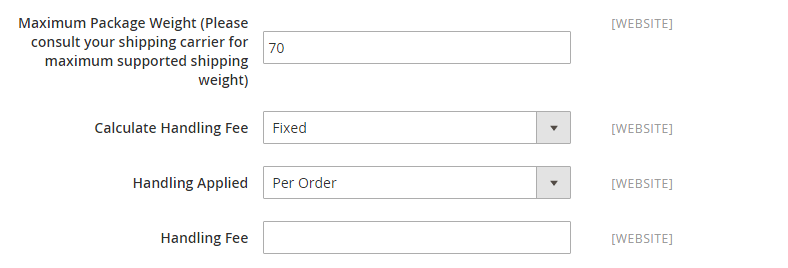 Maximum Package Weight (Please
[WEBSITE]
consult your shipping carrier for
70
maximum supported shipping
weight)
Calculate Handling Fee Fixed [WEBSITE]
Handling Applied Per Order [WEBSITE]
Handling Fee [WEBSITE]